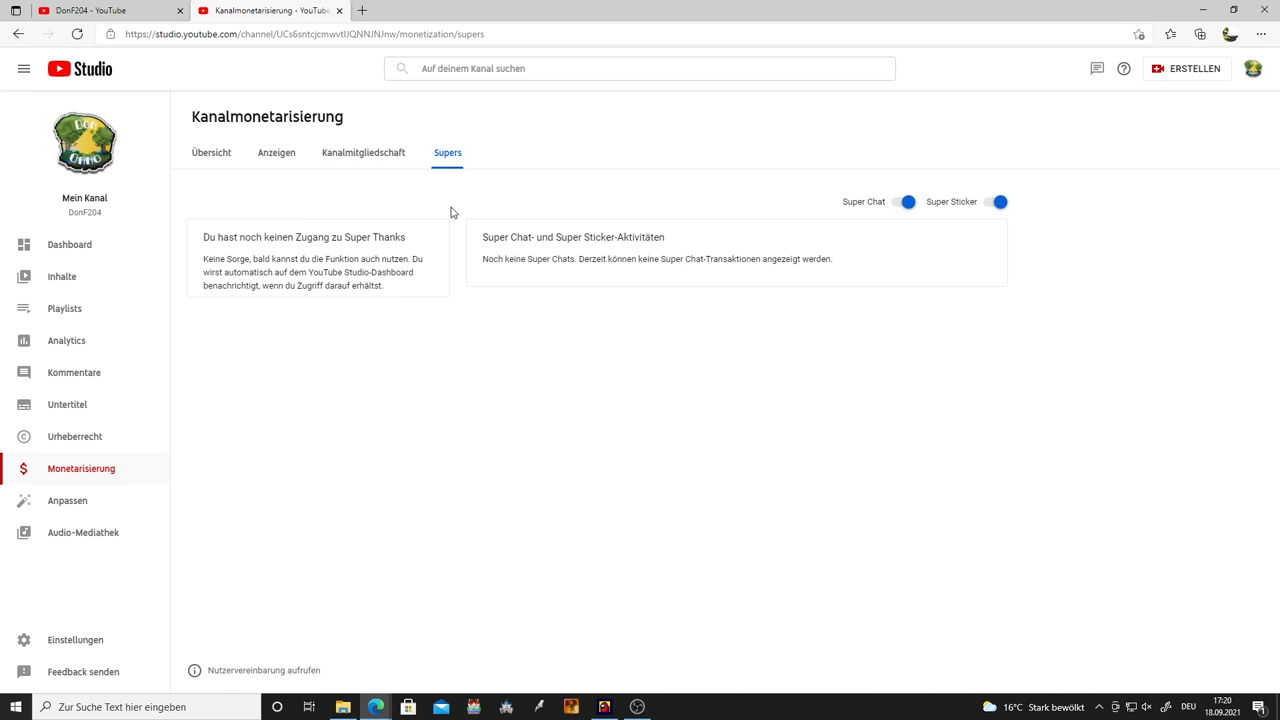 DonF204 - YouTube
Kanalmonetarisierung - YouTube
https://studio.youtube.com/channel/UCs6sntcjcmwvtIJQNNJNJnw/monetization/supers
Studio
Auf deinem Kanal suchen
ERSTELLEN
DON
GANG
Mein Kanal
DonF204
Dashboard
Inhalte
Playlists
Analytics
Kommentare
Untertitel
Urheberrecht
Monetarisierung
Anpassen
Audio-Mediathek
Einstellungen
Feedback senden
Kanalmonetarisierung
Übersicht
Anzeigen
Kanalmitgliedschaft
Supers
Super Chat
Super Sticker
Du hast noch keinen Zugang zu Super Thanks
Keine Sorge, bald kannst du die Funktion auch nutzen. Du
wirst automatisch auf dem YouTube Studio-Dashboard
benachrichtigt, wenn du Zugriff darauf erhältst.
Super Chat- und Super Sticker-Aktivitäten
Noch keine Super Chats. Derzeit können keine Super Chat-Transaktionen angezeigt werden.
Nutzervereinbarung aufrufen
Zur Suche Text hier eingeben
16°C Stark bewölkt
DEU
17:20
18.09.2021